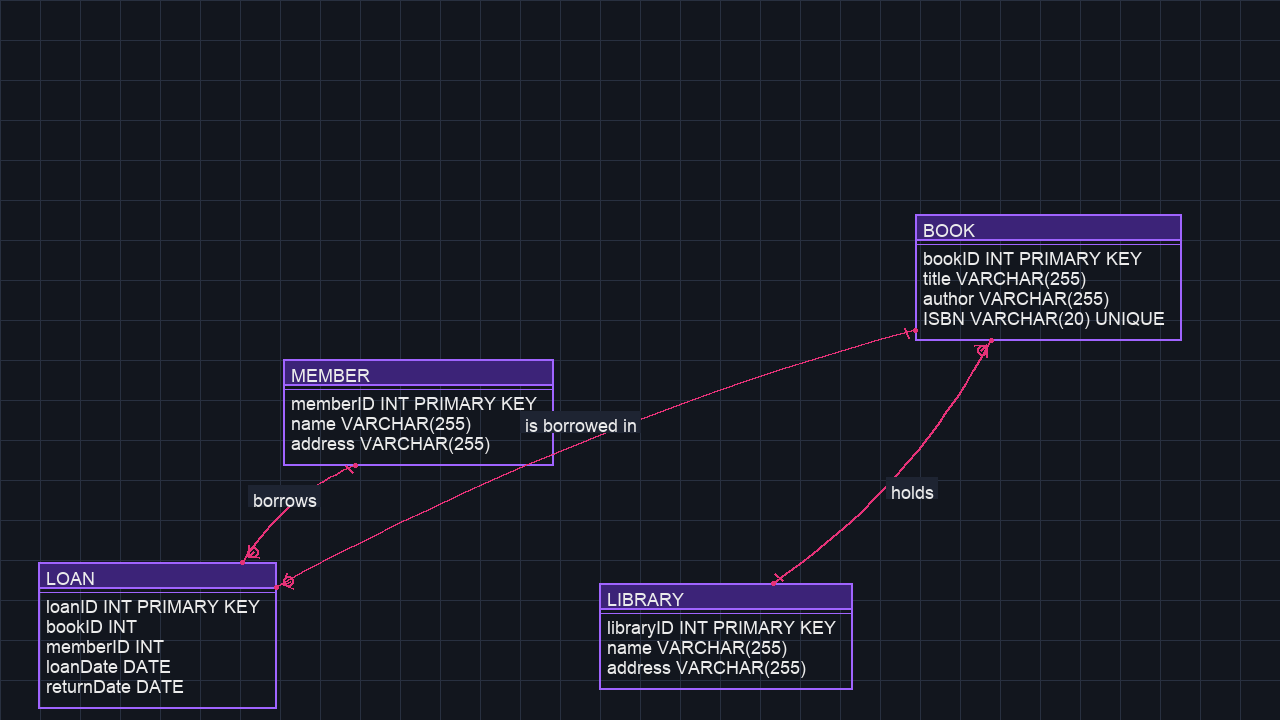 BOOK
bookID INT PRIMARY KEY
title VARCHAR(255)
author VARCHAR(255)
ISBN VARCHAR(20) UNIQUE
MEMBER
memberID INT PRIMARY KEY
name VARCHAR(255)
address VARCHAR(255)
is borrowed in
borrows
holds
LOAN
loanID INT PRIMARY KEY
bookID INT
memberID INT
loanDate DATE
returnDate DATE
LIBRARY
libraryID INT PRIMARY KEY
name VARCHAR(255)
address VARCHAR(255)